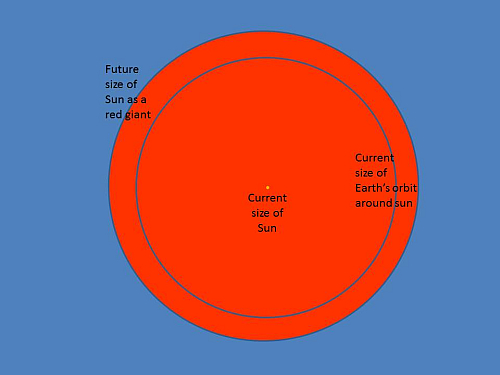 Future
size of
Sun as a
red giant
Current
size of
Earth's orbit
around sun
Current
size of
Sun